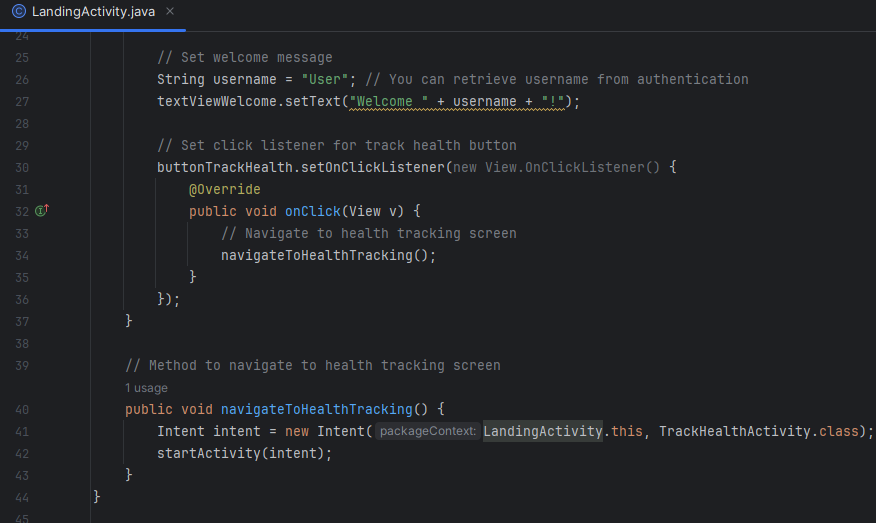 LandingActivity.java
24
25 // Set welcome message
26 String username = "User"; // You can retrieve username from authentication
27 textViewWelcome.setText("Welcome " + username + "!");
28
29 // Set click listener for track health button
30 buttonTrackHealth.setOnClickListener(new View.OnClickListener() {
31 @Override
32 public void onClick(View v) {
33 // Navigate to health tracking screen
34 navigateToHealthTracking();
35 }
36 });
37 }
38
39 // Method to navigate to health tracking screen
1 usage
40 public void navigateToHealthTracking() {
41 Intent intent = new Intent( packageContext: LandingActivity.this, TrackHealthActivity.class);
42 startActivity(intent);
43 }
44 }
45